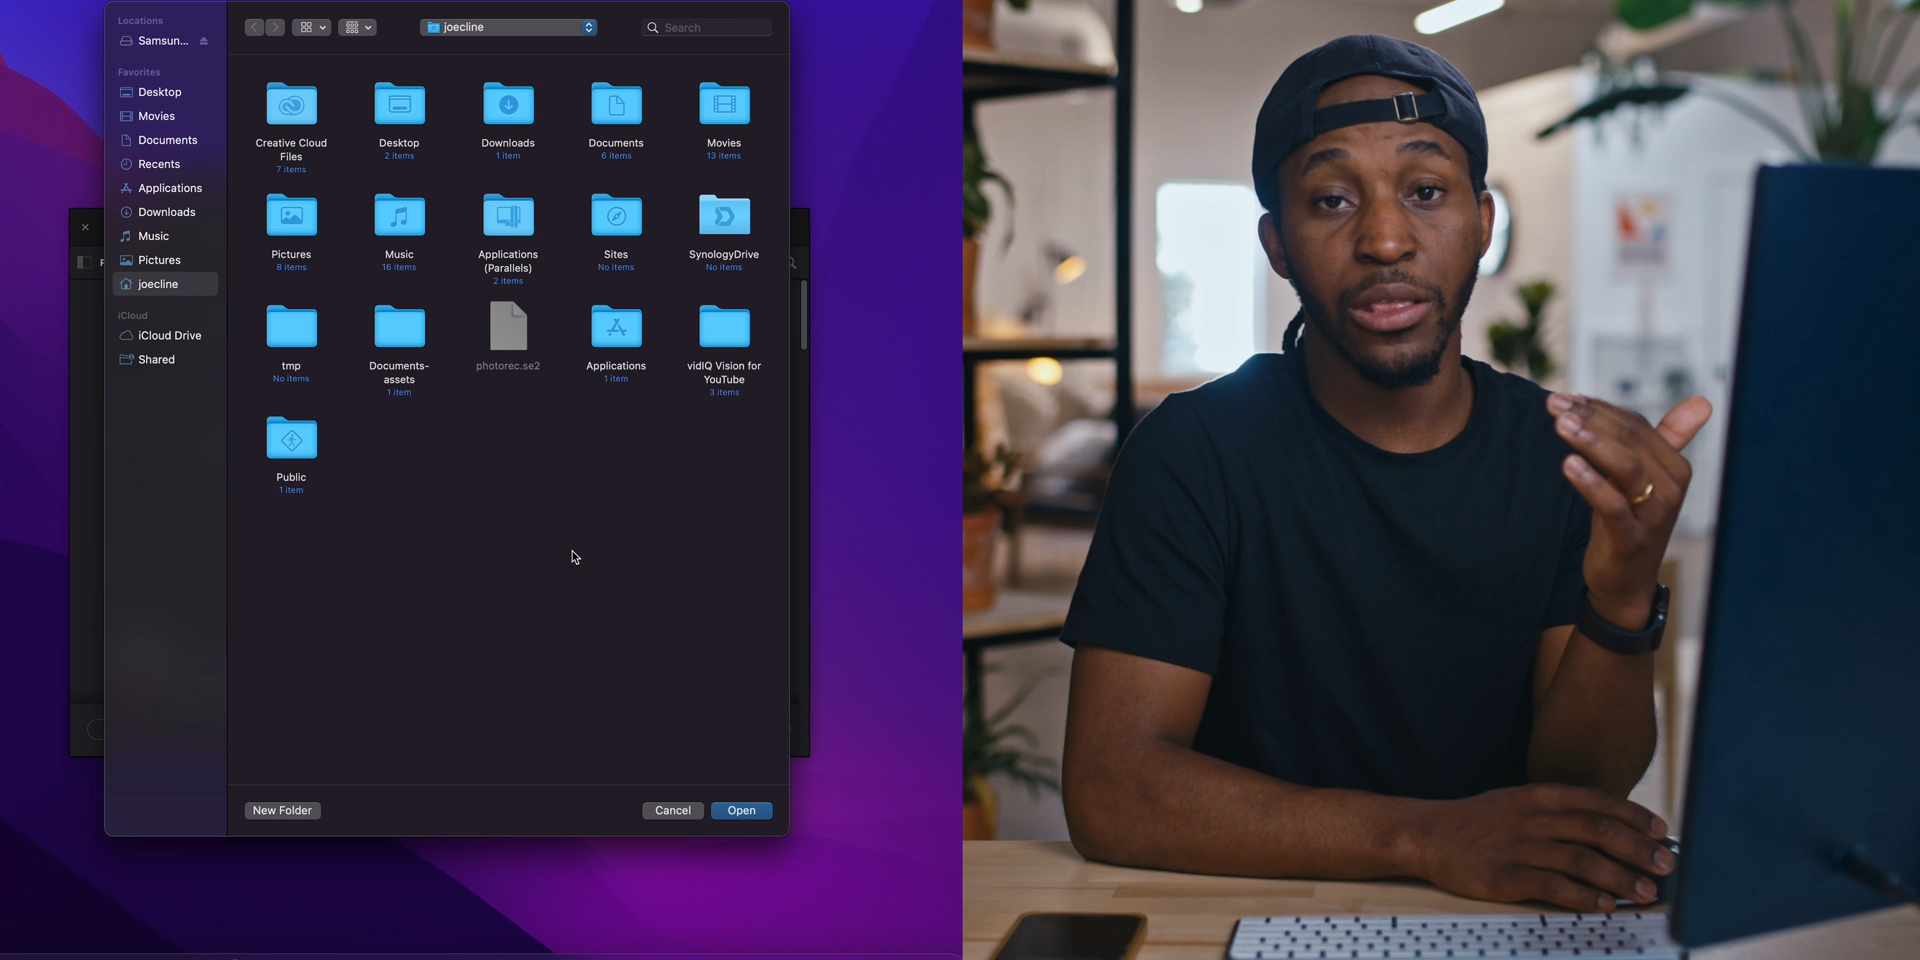 Locations
Samsun...
Favorites
Desktop
Movies
Documents
Recents
Applications
Downloads
Music
Pictures
joecline
iCloud
iCloud Drive
Shared
joecline
Search
Creative Cloud
Files
7 items
Desktop
2 items
Downloads
1 item
Documents
6 items
Movies
13 items
Pictures
8 items
Music
16 items
Applications
(Parallels)
2 items
Sites
No items
SynologyDrive
No items
tmp
No items
Documents-
assets
1 item
photorec.se2
Applications
1 item
vidIQ Vision for
YouTube
3 items
Public
1 item
New Folder
Cancel
Open